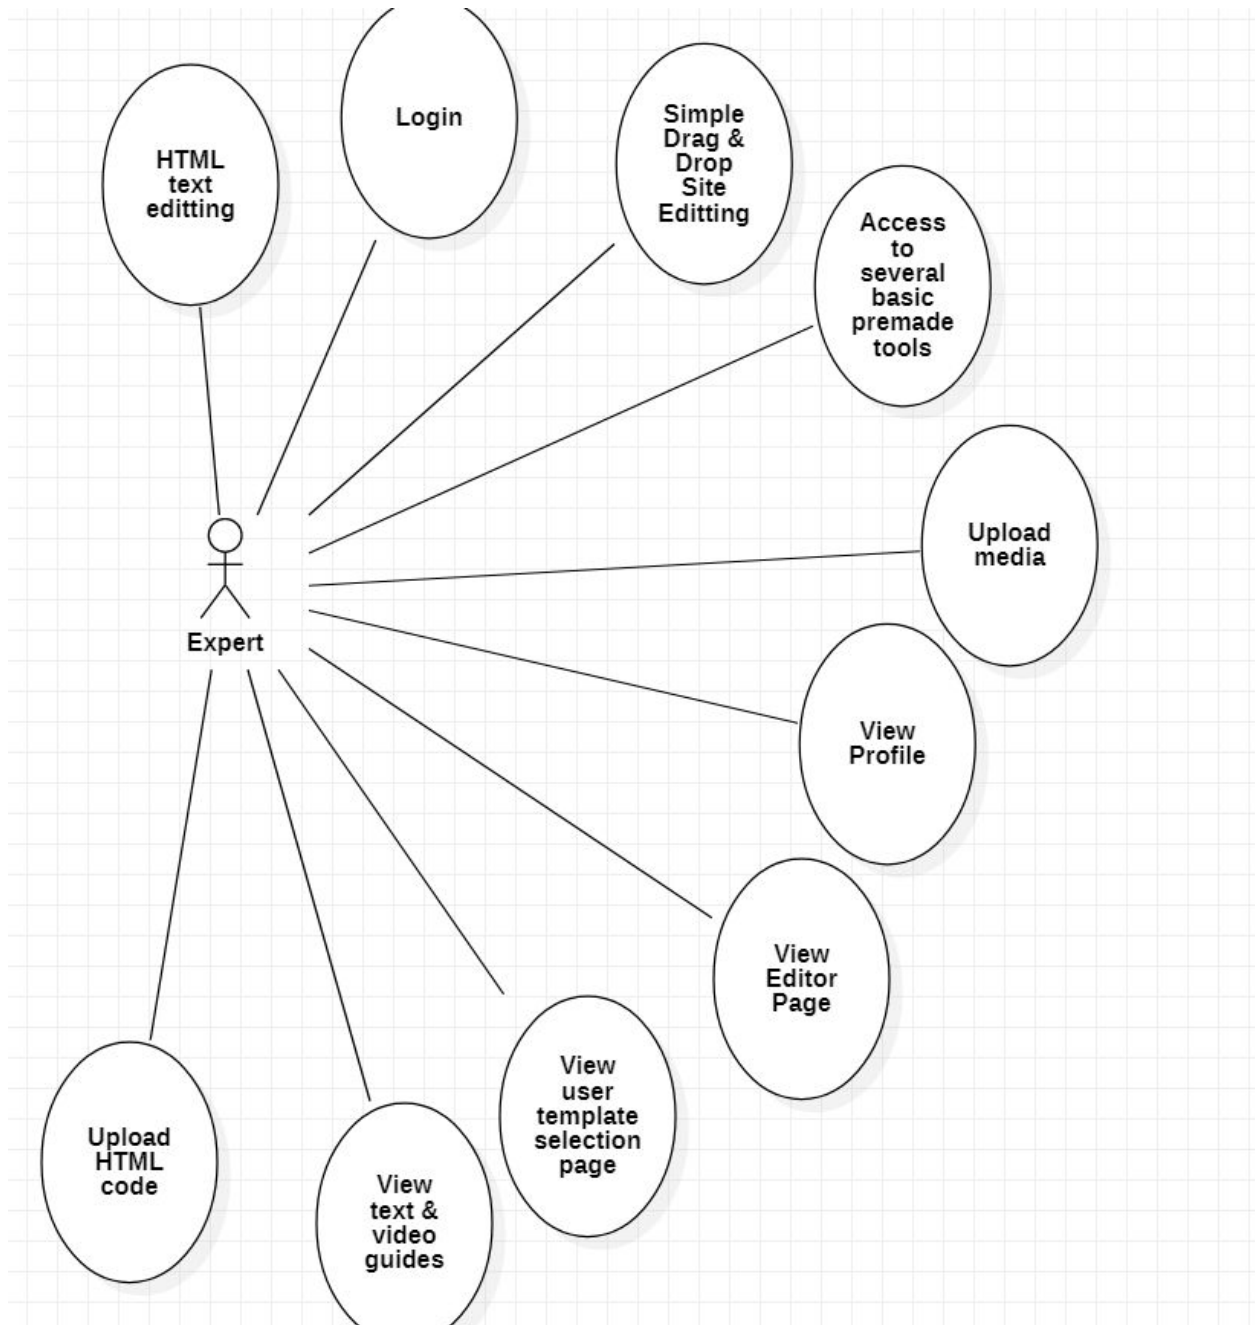 HTML
text
editting
Login
Simple
Drag &
Drop
Site
Editting
Access
to
several
basic
premade
tools
Upload
media
Expert
View
Profile
View
Editor
Page
View
user
template
selection
page
Upload
HTML
code
View
text &
video
guides